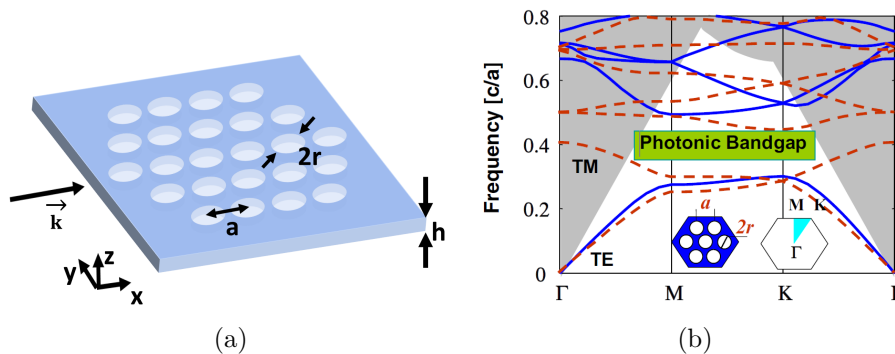 2r
k
a
h
z
y
x
(a)
Frequency [c/a]
0.8
0.6
0.4
0.2
0
Photonic Bandgap
TM
TE
a
2r
M K
Γ
Γ
M
K
(b)